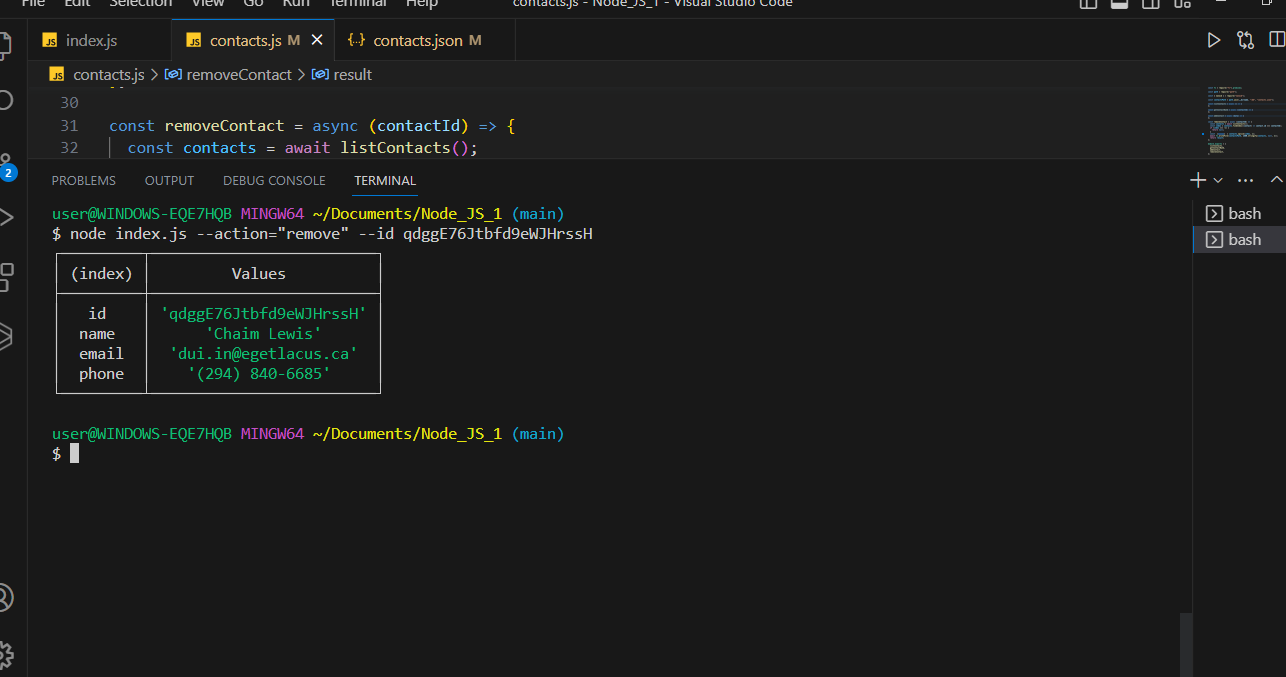 File Edit Selection View Go Run Terminal Help contacts.js - Node_JS_1 - Visual Studio Code
index.js contacts.js M contacts.json M
contacts.js > removeContact > result
30
31 const removeContact = async (contactId) => {
32 const contacts = await listContacts();
2
PROBLEMS OUTPUT DEBUG CONSOLE TERMINAL
user@WINDOWS-EQE7HQB MINGW64 ~/Documents/Node_JS_1 (main)
$ node index.js --action="remove" --id qdggE76Jtbfd9eWJHrssH
(index) Values
id 'qdggE76Jtbfd9eWJHrssH'
name 'Chaim Lewis'
email 'dui.in@egetlacus.ca'
phone '(294) 840-6685'
user@WINDOWS-EQE7HQB MINGW64 ~/Documents/Node_JS_1 (main)
$
bash
bash